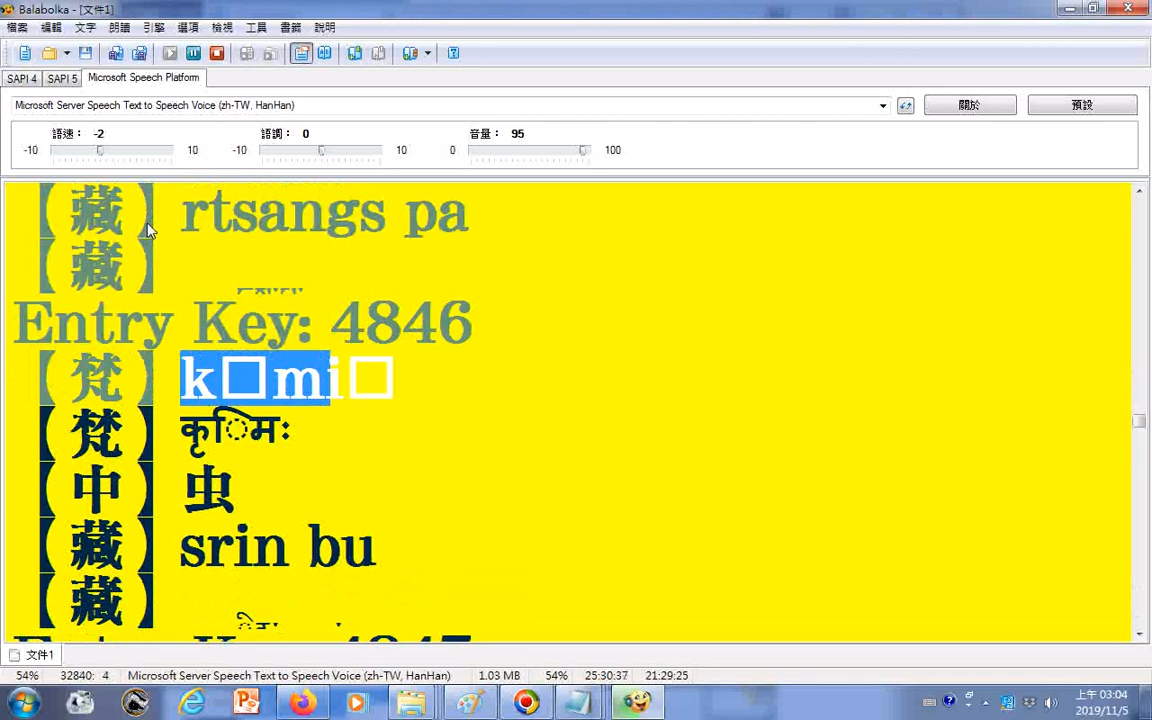 Balabolka - [文件1]
檔案 編輯 文字 朗讀 引擎 選項 檢視 工具 書籤 說明
SAPI 4 SAPI 5 Microsoft Speech Platform
Microsoft Server Speech Text to Speech Voice (zh-TW, HanHan) 關於 預設
語速： -2 語調： 0 音量： 95
-10 10 -10 10 0 100
【藏】 rtsangs pa
【藏】
Entry Key: 4846
【梵】 k□mi□
【梵】 कृमिः
【中】 虫
【藏】 srin bu
【藏】
Entry Key: 4847
文件1
54% 32840: 4 Microsoft Server Speech Text to Speech Voice (zh-TW, HanHan) 1.03 MB 54% 25:30:37 21:29:25
上午 03:04
2019/11/5